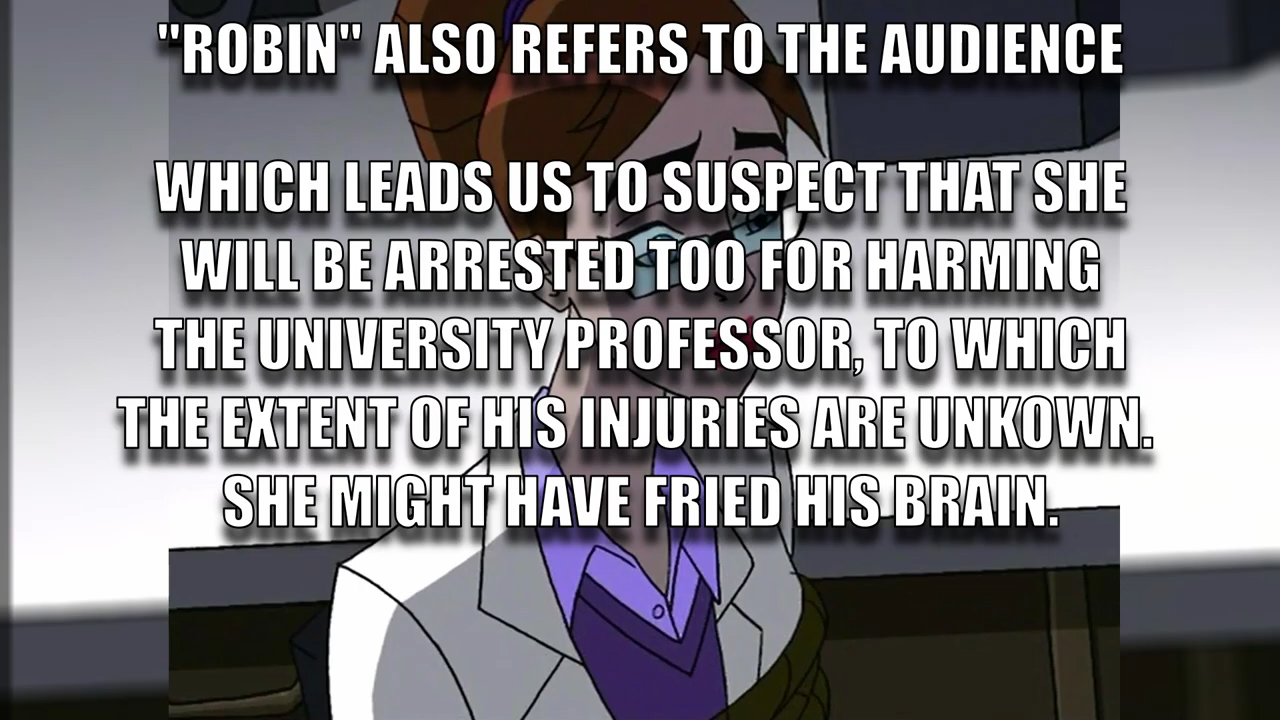 "ROBIN" ALSO REFERS TO THE AUDIENCE
WHICH LEADS US TO SUSPECT THAT SHE
WILL BE ARRESTED TOO FOR HARMING
THE UNIVERSITY PROFESSOR, TO WHICH
THE EXTENT OF HIS INJURIES ARE UNKOWN.
SHE MIGHT HAVE FRIED HIS BRAIN.